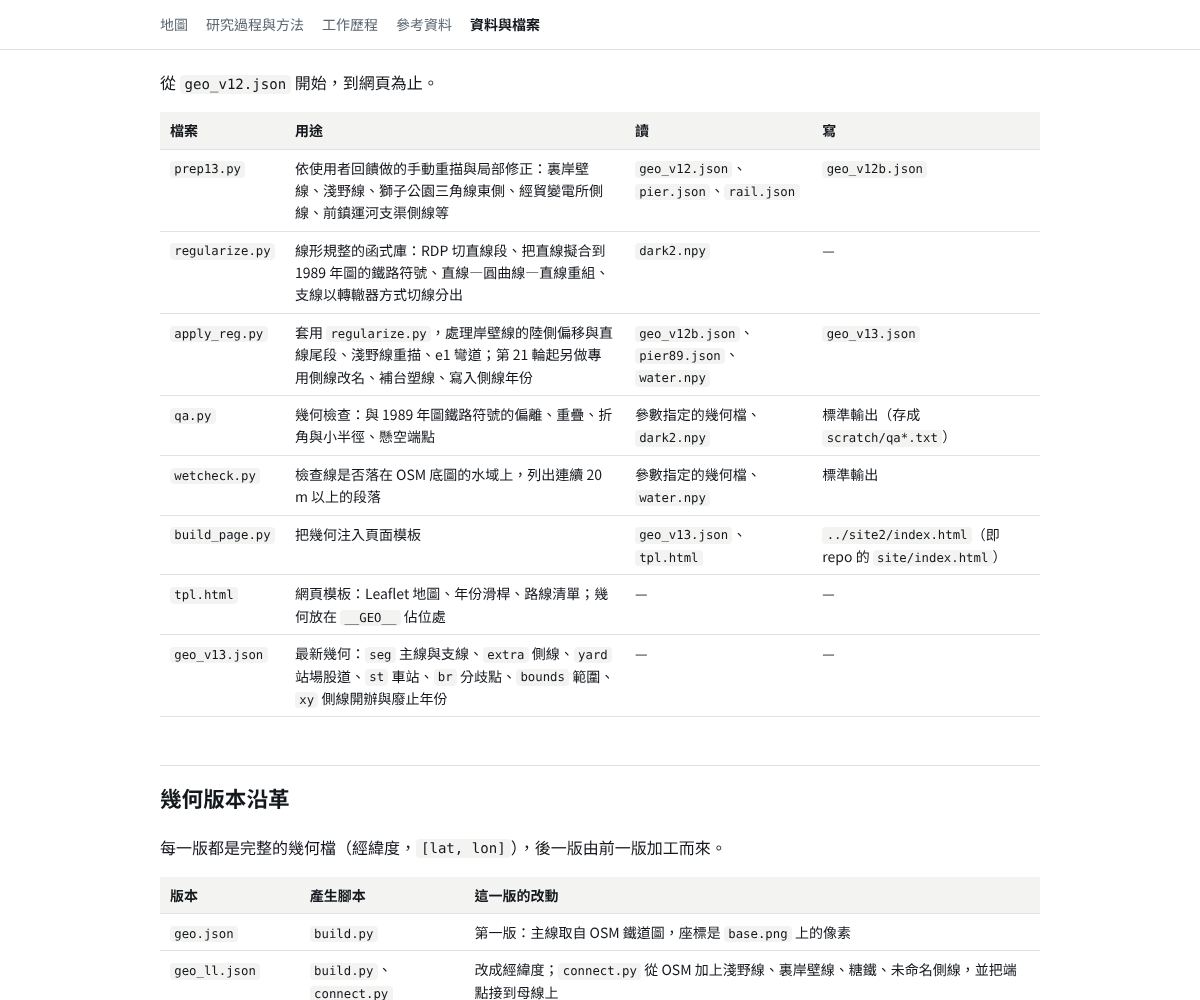 地圖 研究過程與方法 工作歷程 參考資料 資料與檔案
從 geo_v12.json 開始，到網頁為止。
檔案 用途 讀 寫
prep13.py 依使用者回饋做的手動重描與局部修正：裏岸壁 geo_v12.json、 geo_v12b.json
線、淺野線、獅子公園三角線東側、經貿變電所側 pier.json、rail.json
線、前鎮運河支渠側線等
regularize.py 線形規整的函式庫：RDP 切直線段、把直線擬合到 dark2.npy —
1989 年圖的鐵路符號、直線—圓曲線—直線重組、
支線以轉轍器方式切線分出
apply_reg.py 套用 regularize.py，處理岸壁線的陸側偏移與直 geo_v12b.json、 geo_v13.json
線尾段、淺野線重描、e1 彎道；第 21 輪起另做專 pier89.json、
用側線改名、補台塑線、寫入側線年份 water.npy
qa.py 幾何檢查：與 1989 年圖鐵路符號的偏離、重疊、折 參數指定的幾何檔、 標準輸出（存成
角與小半徑、懸空端點 dark2.npy scratch/qa*.txt）
wetcheck.py 檢查線是否落在 OSM 底圖的水域上，列出連續 20 參數指定的幾何檔、 標準輸出
m 以上的段落 water.npy
build_page.py 把幾何注入頁面模板 geo_v13.json、 ../site2/index.html（即
tpl.html repo 的 site/index.html）
tpl.html 網頁模板：Leaflet 地圖、年份滑桿、路線清單；幾 — —
何放在 __GEO__ 佔位處
geo_v13.json 最新幾何：seg 主線與支線、extra 側線、yard — —
站場股道、st 車站、br 分歧點、bounds 範圍、
xy 側線開辦與廢止年份
幾何版本沿革
每一版都是完整的幾何檔（經緯度，[lat, lon]），後一版由前一版加工而來。
版本 產生腳本 這一版的改動
geo.json build.py 第一版：主線取自 OSM 鐵道圖，座標是 base.png 上的像素
geo_ll.json build.py、 改成經緯度；connect.py 從 OSM 加上淺野線、裏岸壁線、糖鐵、未命名側線，並把端
connect.py 點接到母線上